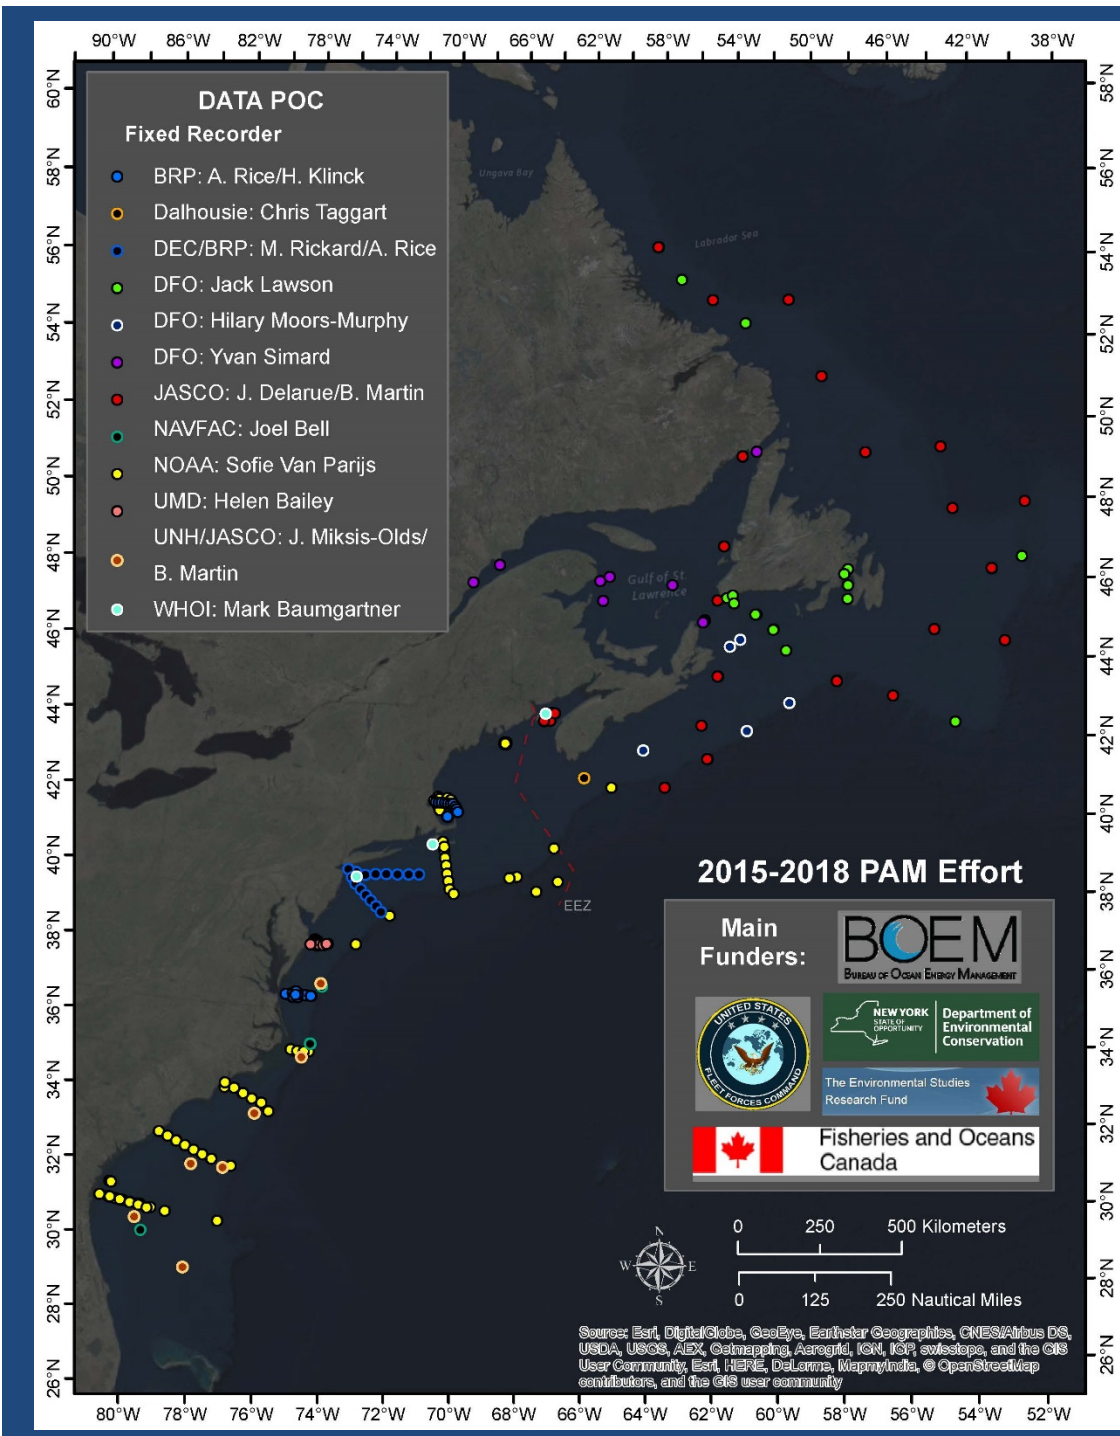 90°W 86°W 82°W 78°W 74°W 70°W 66°W 62°W 58°W 54°W 50°W 46°W 42°W 38°W
60°N
58°N
56°N
54°N
52°N
50°N
48°N
46°N
44°N
42°N
40°N
38°N
36°N
34°N
32°N
30°N
28°N
26°N
DATA POC
Fixed Recorder
BRP: A. Rice/H. Klinck
Dalhousie: Chris Taggart
DEC/BRP: M. Rickard/A. Rice
DFO: Jack Lawson
DFO: Hilary Moors-Murphy
DFO: Yvan Simard
JASCO: J. Delarue/B. Martin
NAVFAC: Joel Bell
NOAA: Sofie Van Parijs
UMD: Helen Bailey
UNH/JASCO: J. Miksis-Olds/
B. Martin
WHOI: Mark Baumgartner
Ungava Bay
Labrador Sea
Gulf of St.
Lawrence
EEZ
58°N
56°N
54°N
52°N
50°N
48°N
46°N
44°N
42°N
40°N
38°N
36°N
34°N
32°N
30°N
28°N
26°N
2015-2018 PAM Effort
Main
Funders:
BOEM
BUREAU OF OCEAN ENERGY MANAGEMENT
UNITED STATES
FLEET FORCES COMMAND
NEW YORK
STATE OF
OPPORTUNITY
Department of
Environmental
Conservation
The Environmental Studies
Research Fund
Fisheries and Oceans
Canada
N
W E
S
0 250 500 Kilometers
0 125 250 Nautical Miles
Source: Esri, DigitalGlobe, GeoEye, Earthstar Geographics, CNES/Airbus DS,
USDA, USGS, AEX, Getmapping, Aerogrid, IGN, IGP, swisstopo, and the GIS
User Community, Esri, HERE, DeLorme, MapmyIndia, © OpenStreetMap
contributors, and the GIS user community
80°W 78°W 76°W 74°W 72°W 70°W 68°W 66°W 64°W 62°W 60°W 58°W 56°W 54°W 52°W